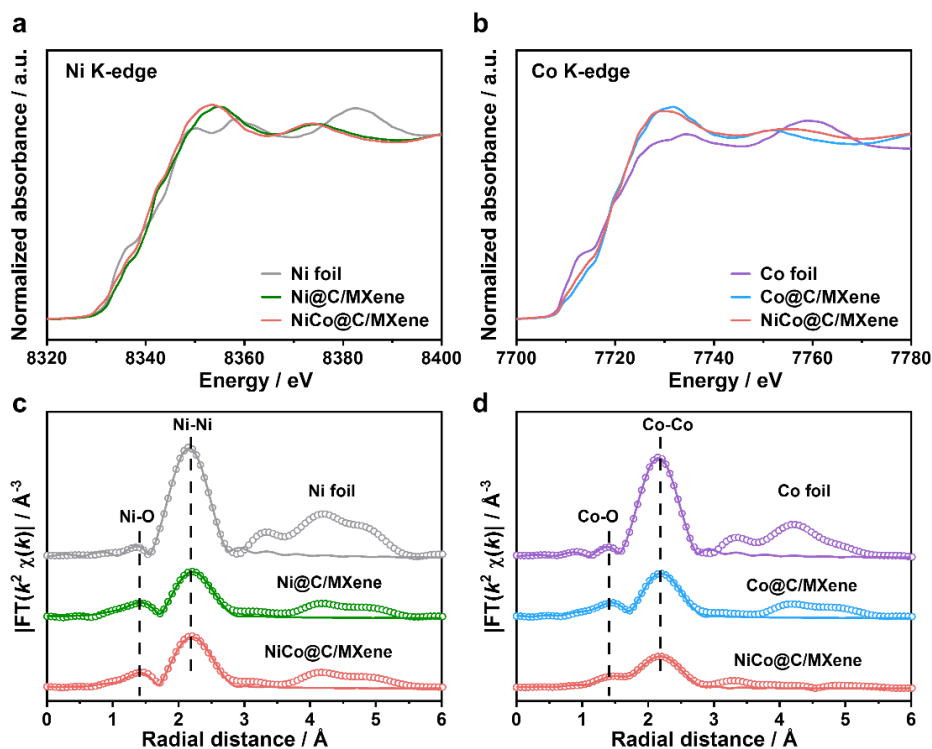 a
Ni K-edge
Normalized absorbance / a.u.
Ni foil
Ni@C/MXene
NiCo@C/MXene
8320 8340 8360 8380 8400
Energy / eV
b
Co K-edge
Normalized absorbance / a.u.
Co foil
Co@C/MXene
NiCo@C/MXene
7700 7720 7740 7760 7780
Energy / eV
c
|FT(k² χ(k)| / Å⁻³
Ni-Ni
Ni-O
Ni foil
Ni@C/MXene
NiCo@C/MXene
0 1 2 3 4 5 6
Radial distance / Å
d
|FT(k² χ(k)| / Å⁻³
Co-Co
Co-O
Co foil
Co@C/MXene
NiCo@C/MXene
0 1 2 3 4 5 6
Radial distance / Å